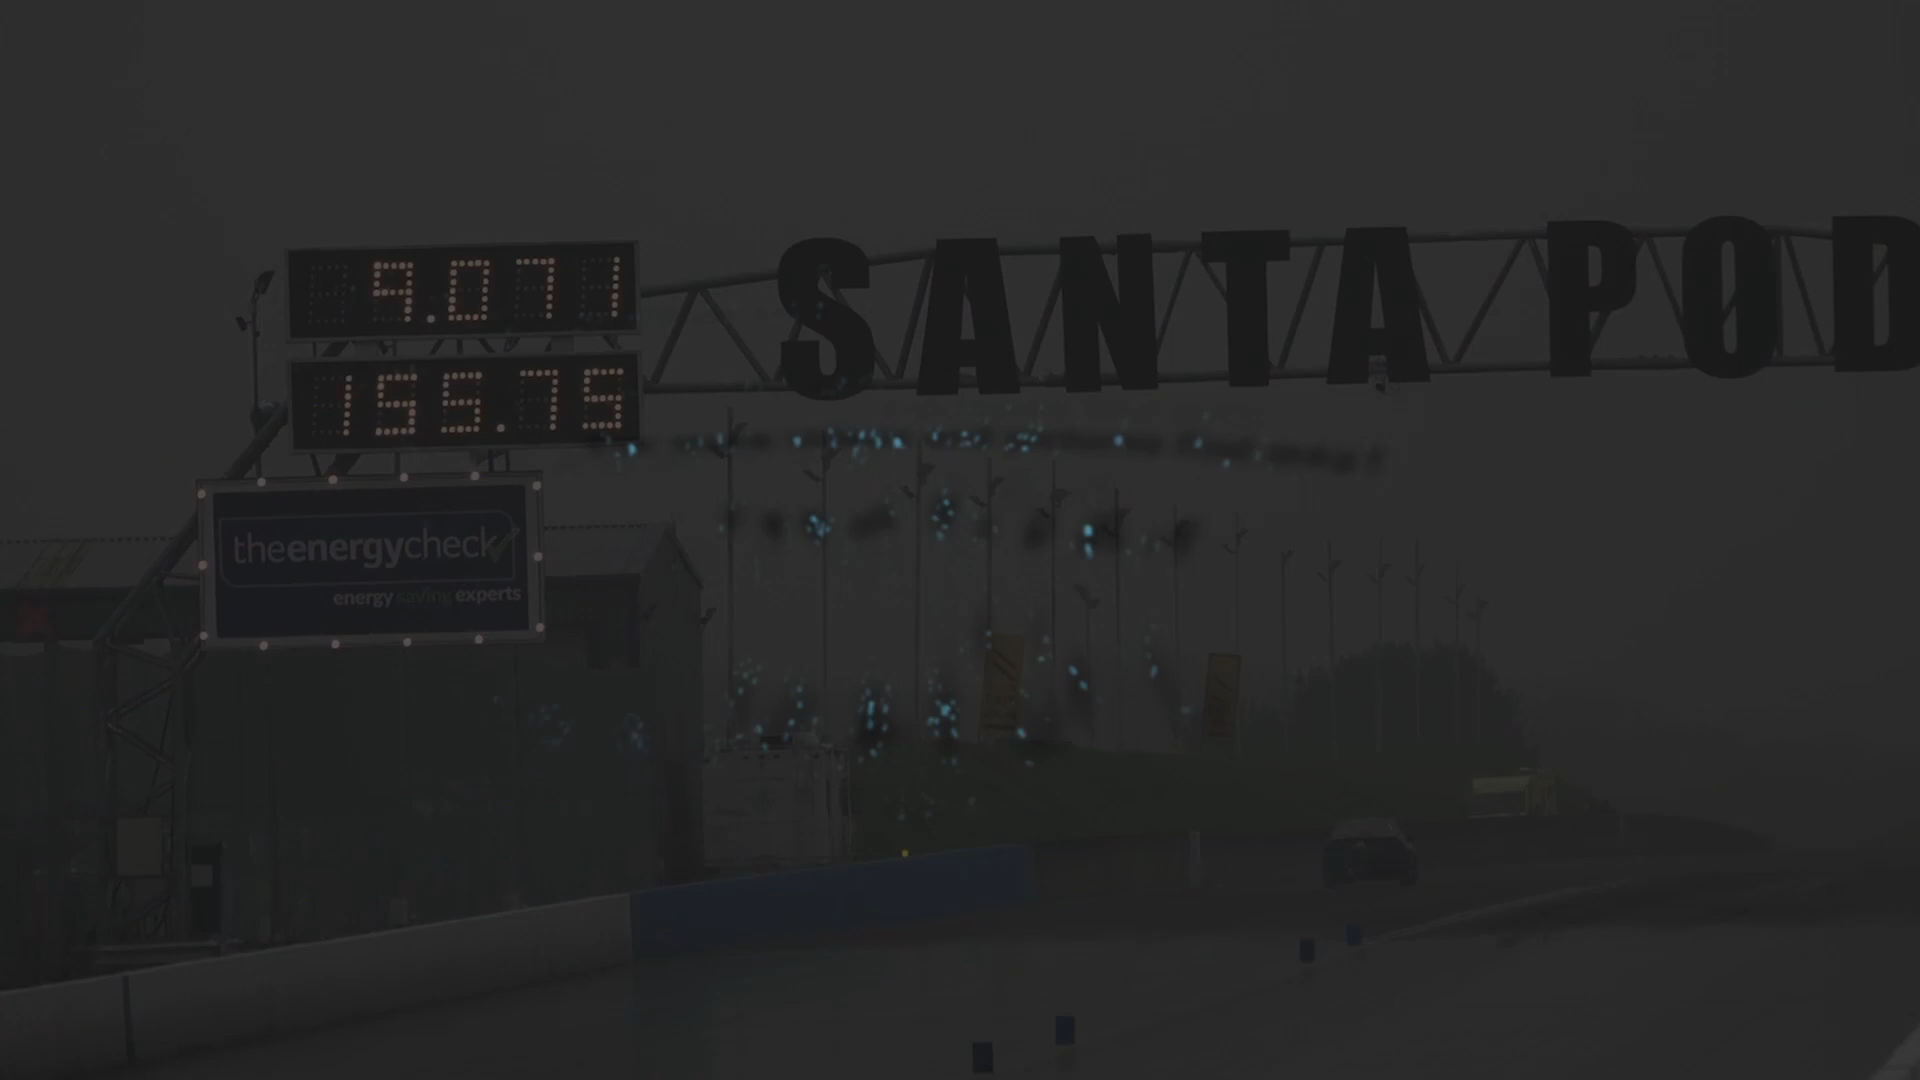 9.071
155.75
SANTA POD
theenergycheck
energy saving experts